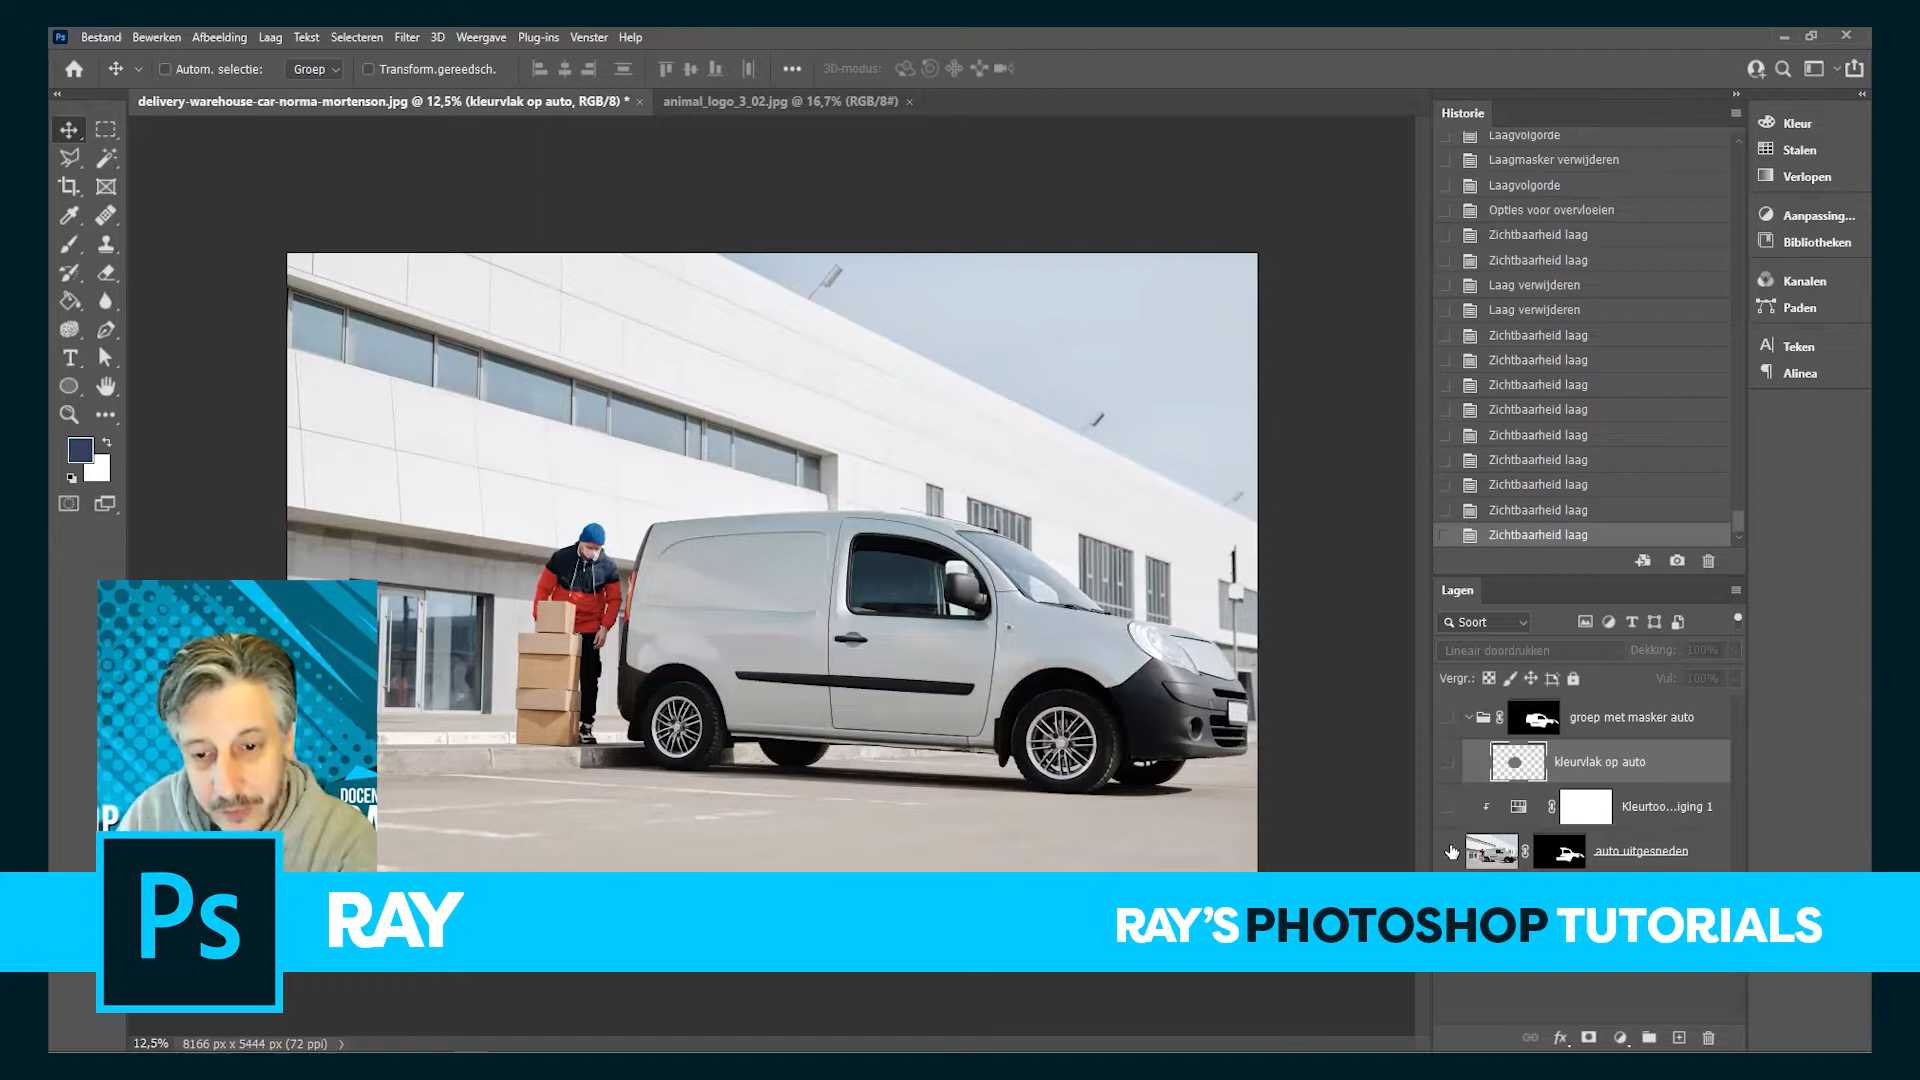 Ps Bestand Bewerken Afbeelding Laag Tekst Selecteren Filter 3D Weergave Plug-ins Venster Help
Autom. selectie: Groep Transform.gereedsch. 3D-modus:
delivery-warehouse-car-norma-mortenson.jpg @ 12,5% (kleurvlak op auto, RGB/8) * × animal_logo_3_02.jpg @ 16,7% (RGB/8#) ×
Historie
Laagvolgorde
Laagmasker verwijderen
Laagvolgorde
Opties voor overvloeien
Zichtbaarheid laag
Zichtbaarheid laag
Laag verwijderen
Laag verwijderen
Zichtbaarheid laag
Zichtbaarheid laag
Zichtbaarheid laag
Zichtbaarheid laag
Zichtbaarheid laag
Zichtbaarheid laag
Zichtbaarheid laag
Zichtbaarheid laag
Zichtbaarheid laag
Kleur
Stalen
Verlopen
Aanpassing...
Bibliotheken
Kanalen
Paden
Teken
Alinea
Lagen
Soort
Lineair doordrukken Dekking: 100%
Vergr.: Vul: 100%
groep met masker auto
kleurvlak op auto
Kleurtoo...iging 1
auto uitgesneden
DOCEN
Ps
RAY
RAY'S PHOTOSHOP TUTORIALS
12,5% 8166 px x 5444 px (72 ppi)
fx